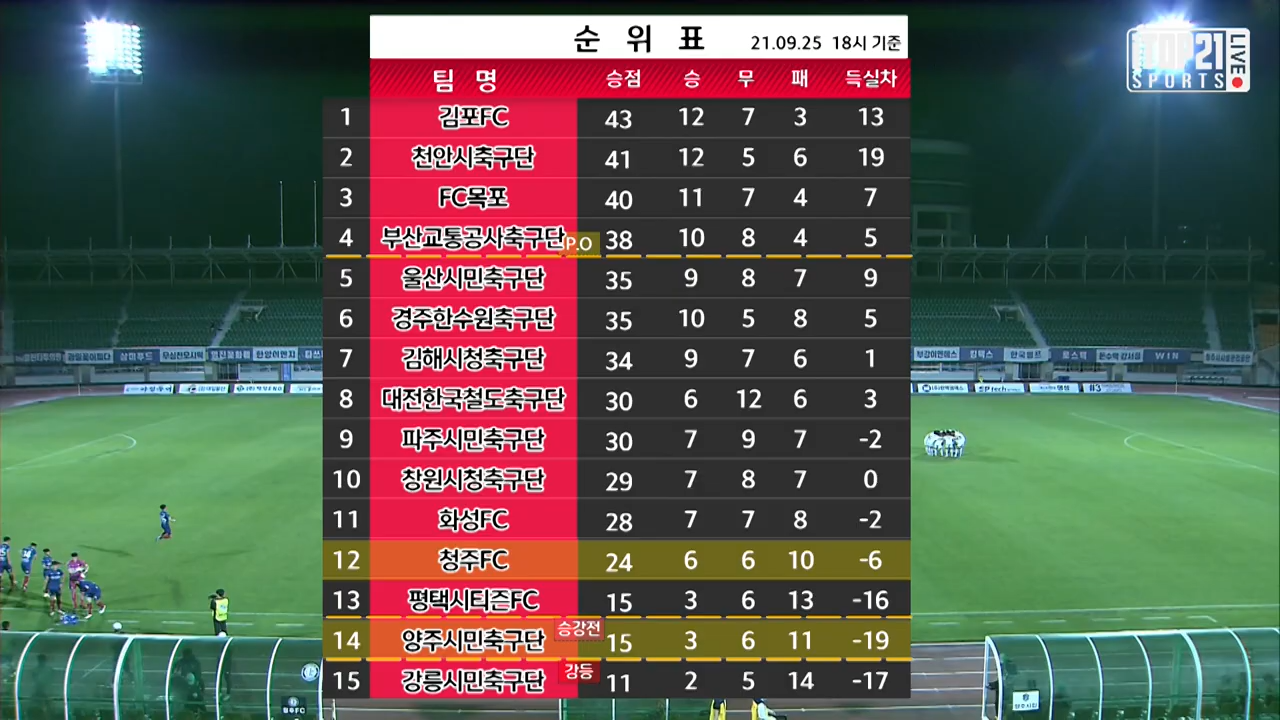 순 위 표 21.09.25 18시 기준
TOP21 LIVE
SPORTS
팀 명 승점 승 무 패 득실차
1 김포FC 43 12 7 3 13
2 천안시축구단 41 12 5 6 19
3 FC목포 40 11 7 4 7
4 부산교통공사축구단 P.O 38 10 8 4 5
5 울산시민축구단 35 9 8 7 9
6 경주한수원축구단 35 10 5 8 5
7 김해시청축구단 34 9 7 6 1
8 대전한국철도축구단 30 6 12 6 3
9 파주시민축구단 30 7 9 7 -2
10 창원시청축구단 29 7 8 7 0
11 화성FC 28 7 7 8 -2
12 청주FC 24 6 6 10 -6
13 평택시티즌FC 15 3 6 13 -16
승강전
14 양주시민축구단 15 3 6 11 -19
강등
15 강릉시민축구단 11 2 5 14 -17
WIN
청주FC